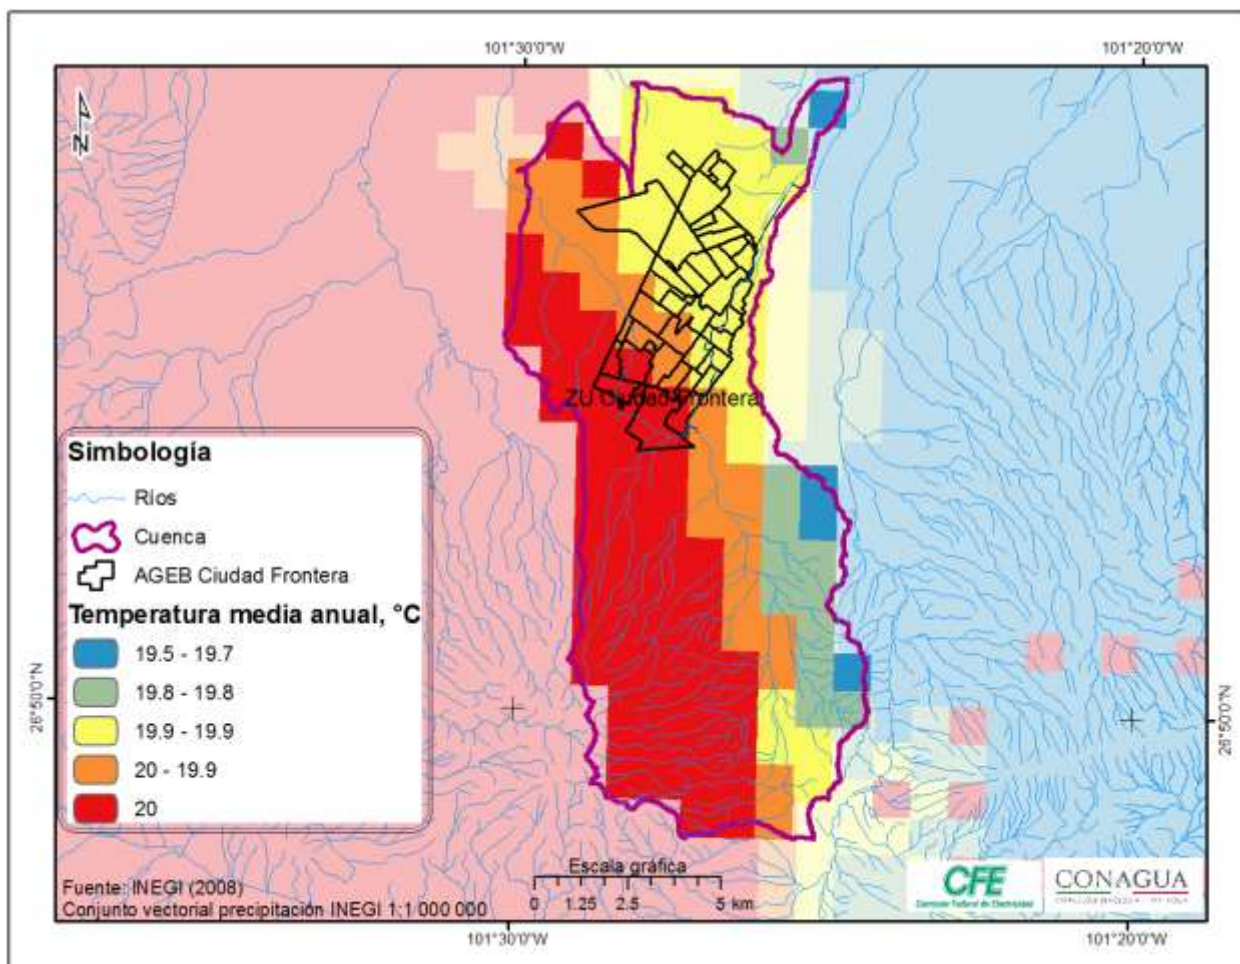 101°30'0"W
101°20'0"W
N
ZU Ciudad Frontera
Simbología
Ríos
Cuenca
AGEB Ciudad Frontera
Temperatura media anual, °C
19.5 - 19.7
19.8 - 19.8
19.9 - 19.9
20 - 19.9
20
26°50'0"N
26°50'0"N
Fuente: INEGI (2008)
Conjunto vectorial precipitación INEGI 1:1 000 000
Escala gráfica
0 1.25 2.5 5 km
CFE
Comisión Federal de Electricidad
CONAGUA
101°30'0"W
101°20'0"W